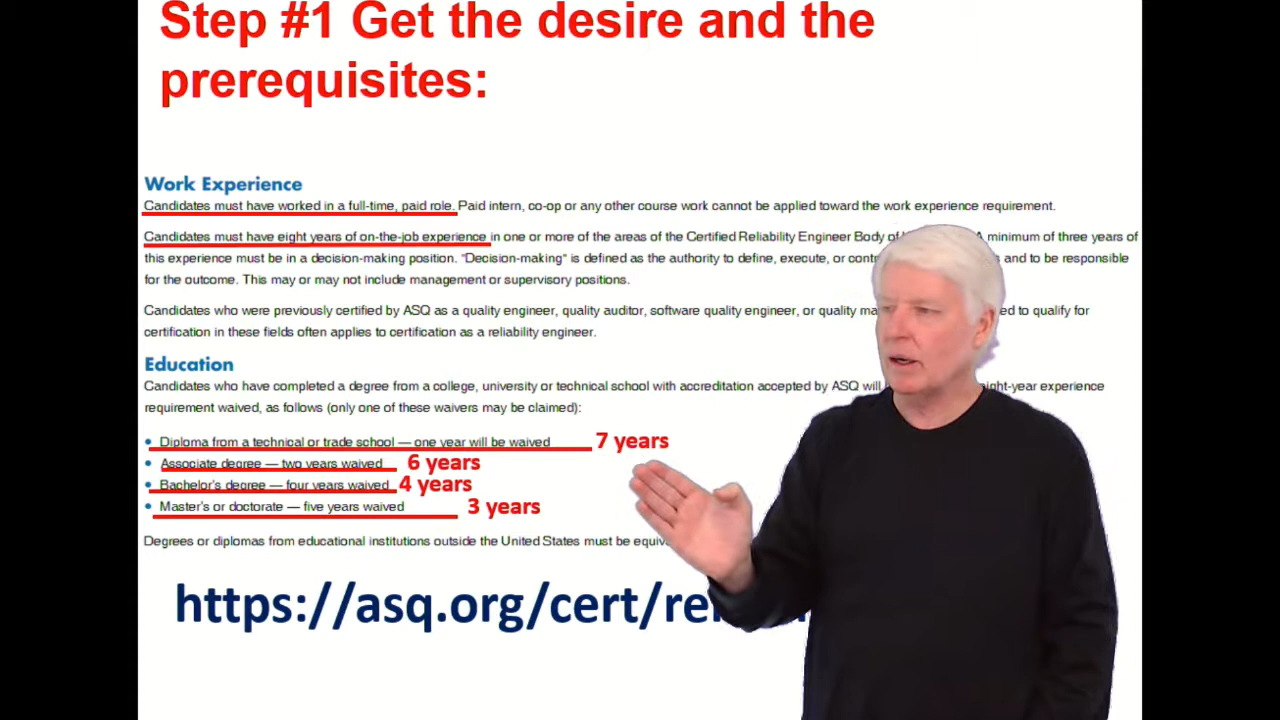 Step #1 Get the desire and the
prerequisites:
Work Experience
Candidates must have worked in a full-time, paid role. Paid intern, co-op or any other course work cannot be applied toward the work experience requirement.
Candidates must have eight years of on-the-job experience in one or more of the areas of the Certified Reliability Engineer Body of A minimum of three years of
this experience must be in a decision-making position. "Decision-making" is defined as the authority to define, execute, or and to be responsible
for the outcome. This may or may not include management or supervisory positions.
Candidates who were previously certified by ASQ as a quality engineer, quality auditor, software quality engineer, or quality to qualify for
certification in these fields often applies to certification as a reliability engineer.
Education
Candidates who have completed a degree from a college, university or technical school with accreditation accepted by ASQ will eight-year experience
requirement waived, as follows (only one of these waivers may be claimed):
• Diploma from a technical or trade school — one year will be waived 7 years
• Associate degree — two years waived 6 years
• Bachelor's degree — four years waived 4 years
• Master's or doctorate — five years waived 3 years
Degrees or diplomas from educational institutions outside the United States must be
https://asq.org/cert/re